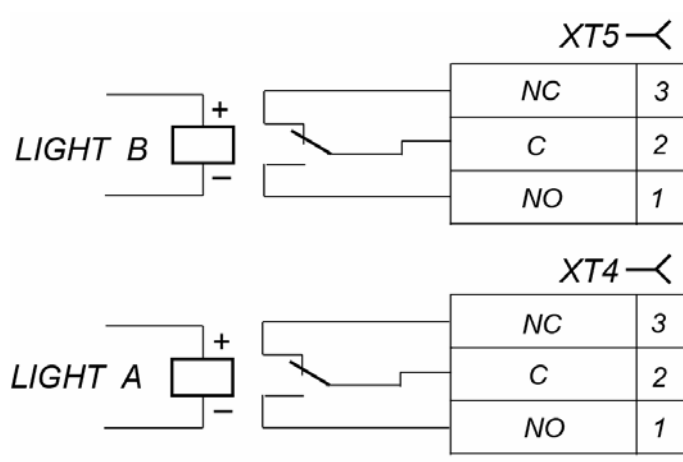 XT5
NC 3
LIGHT B + C 2
–
NO 1
XT4
NC 3
+
LIGHT A C 2
–
NO 1